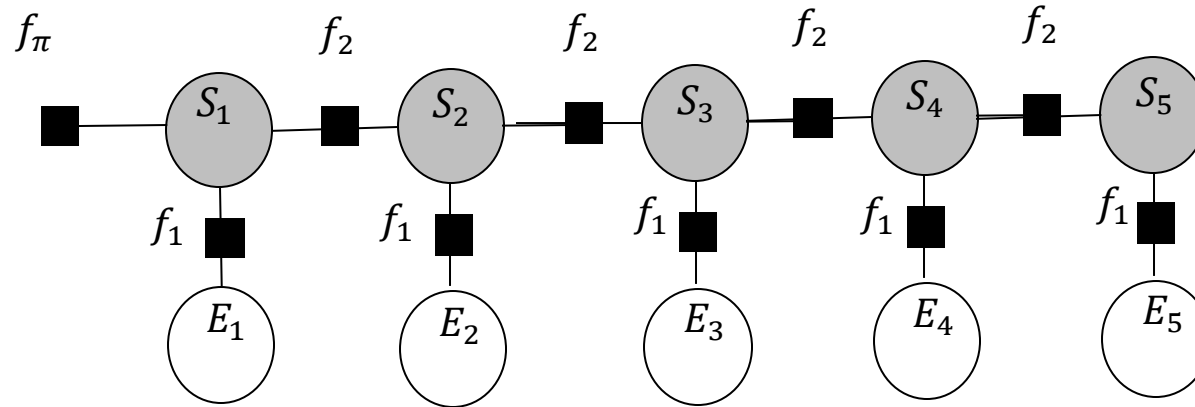 f_π f_2 f_2 f_2 f_2
S_1 S_2 S_3 S_4 S_5
f_1 f_1 f_1 f_1 f_1
E_1 E_2 E_3 E_4 E_5